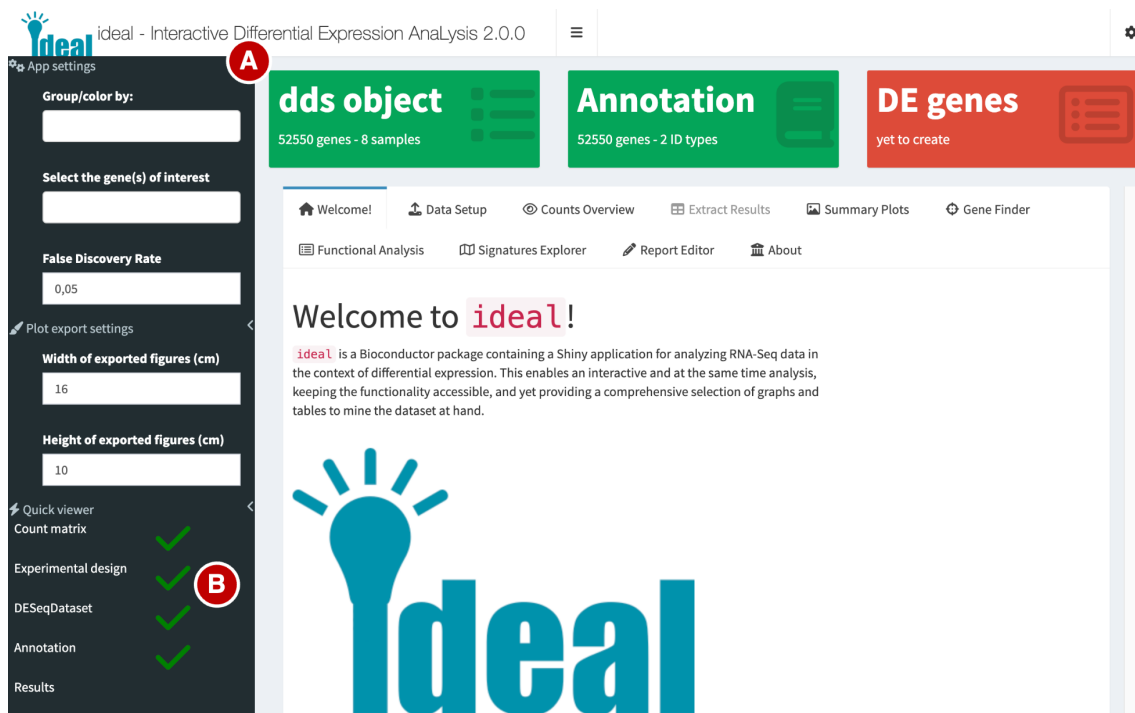 ideal
ideal - Interactive Differential Expression AnaLysis 2.0.0
A
App settings
Group/color by:
Select the gene(s) of interest
False Discovery Rate
0,05
Plot export settings
Width of exported figures (cm)
16
Height of exported figures (cm)
10
Quick viewer
Count matrix
Experimental design
B
DESeqDataset
Annotation
Results
dds object
52550 genes - 8 samples
Annotation
52550 genes - 2 ID types
DE genes
yet to create
Welcome! Data Setup Counts Overview Extract Results Summary Plots Gene Finder
Functional Analysis Signatures Explorer Report Editor About
Welcome to ideal!
ideal is a Bioconductor package containing a Shiny application for analyzing RNA-Seq data in
the context of differential expression. This enables an interactive and at the same time analysis,
keeping the functionality accessible, and yet providing a comprehensive selection of graphs and
tables to mine the dataset at hand.
ideal